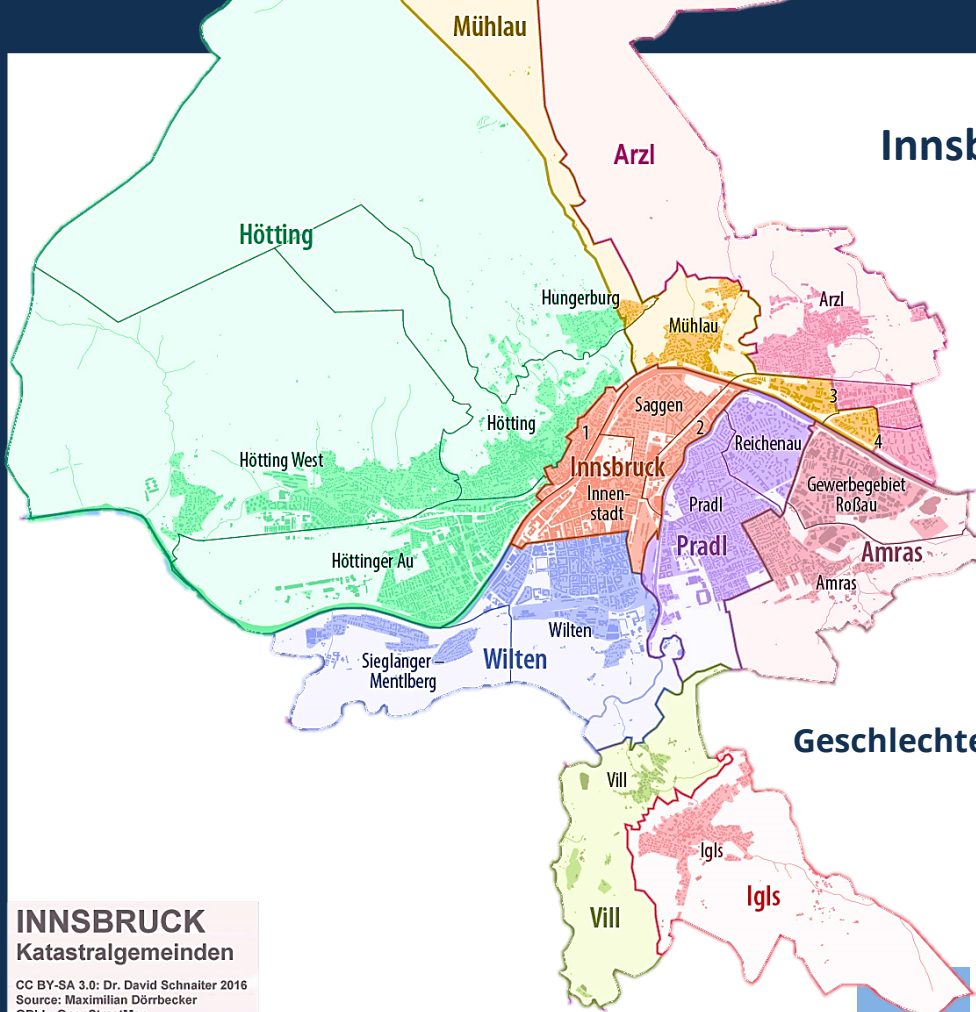 Mühlau
Innsb
Arzl
Hötting
Hungerburg
Arzl
Mühlau
3
Saggen
1
2
4
Hötting
Reichenau
Hötting West
Innsbruck
Innen-
stadt
Gewerbegebiet
Roßau
Pradl
Pradl
Amras
Höttinger Au
Amras
Wilten
Sieglanger –
Mentlberg
Wilten
Geschlechte
Vill
Igls
Igls
Vill
INNSBRUCK
Katastralgemeinden
CC BY-SA 3.0: Dr. David Schnaiter 2016
Source: Maximilian Dörrbecker